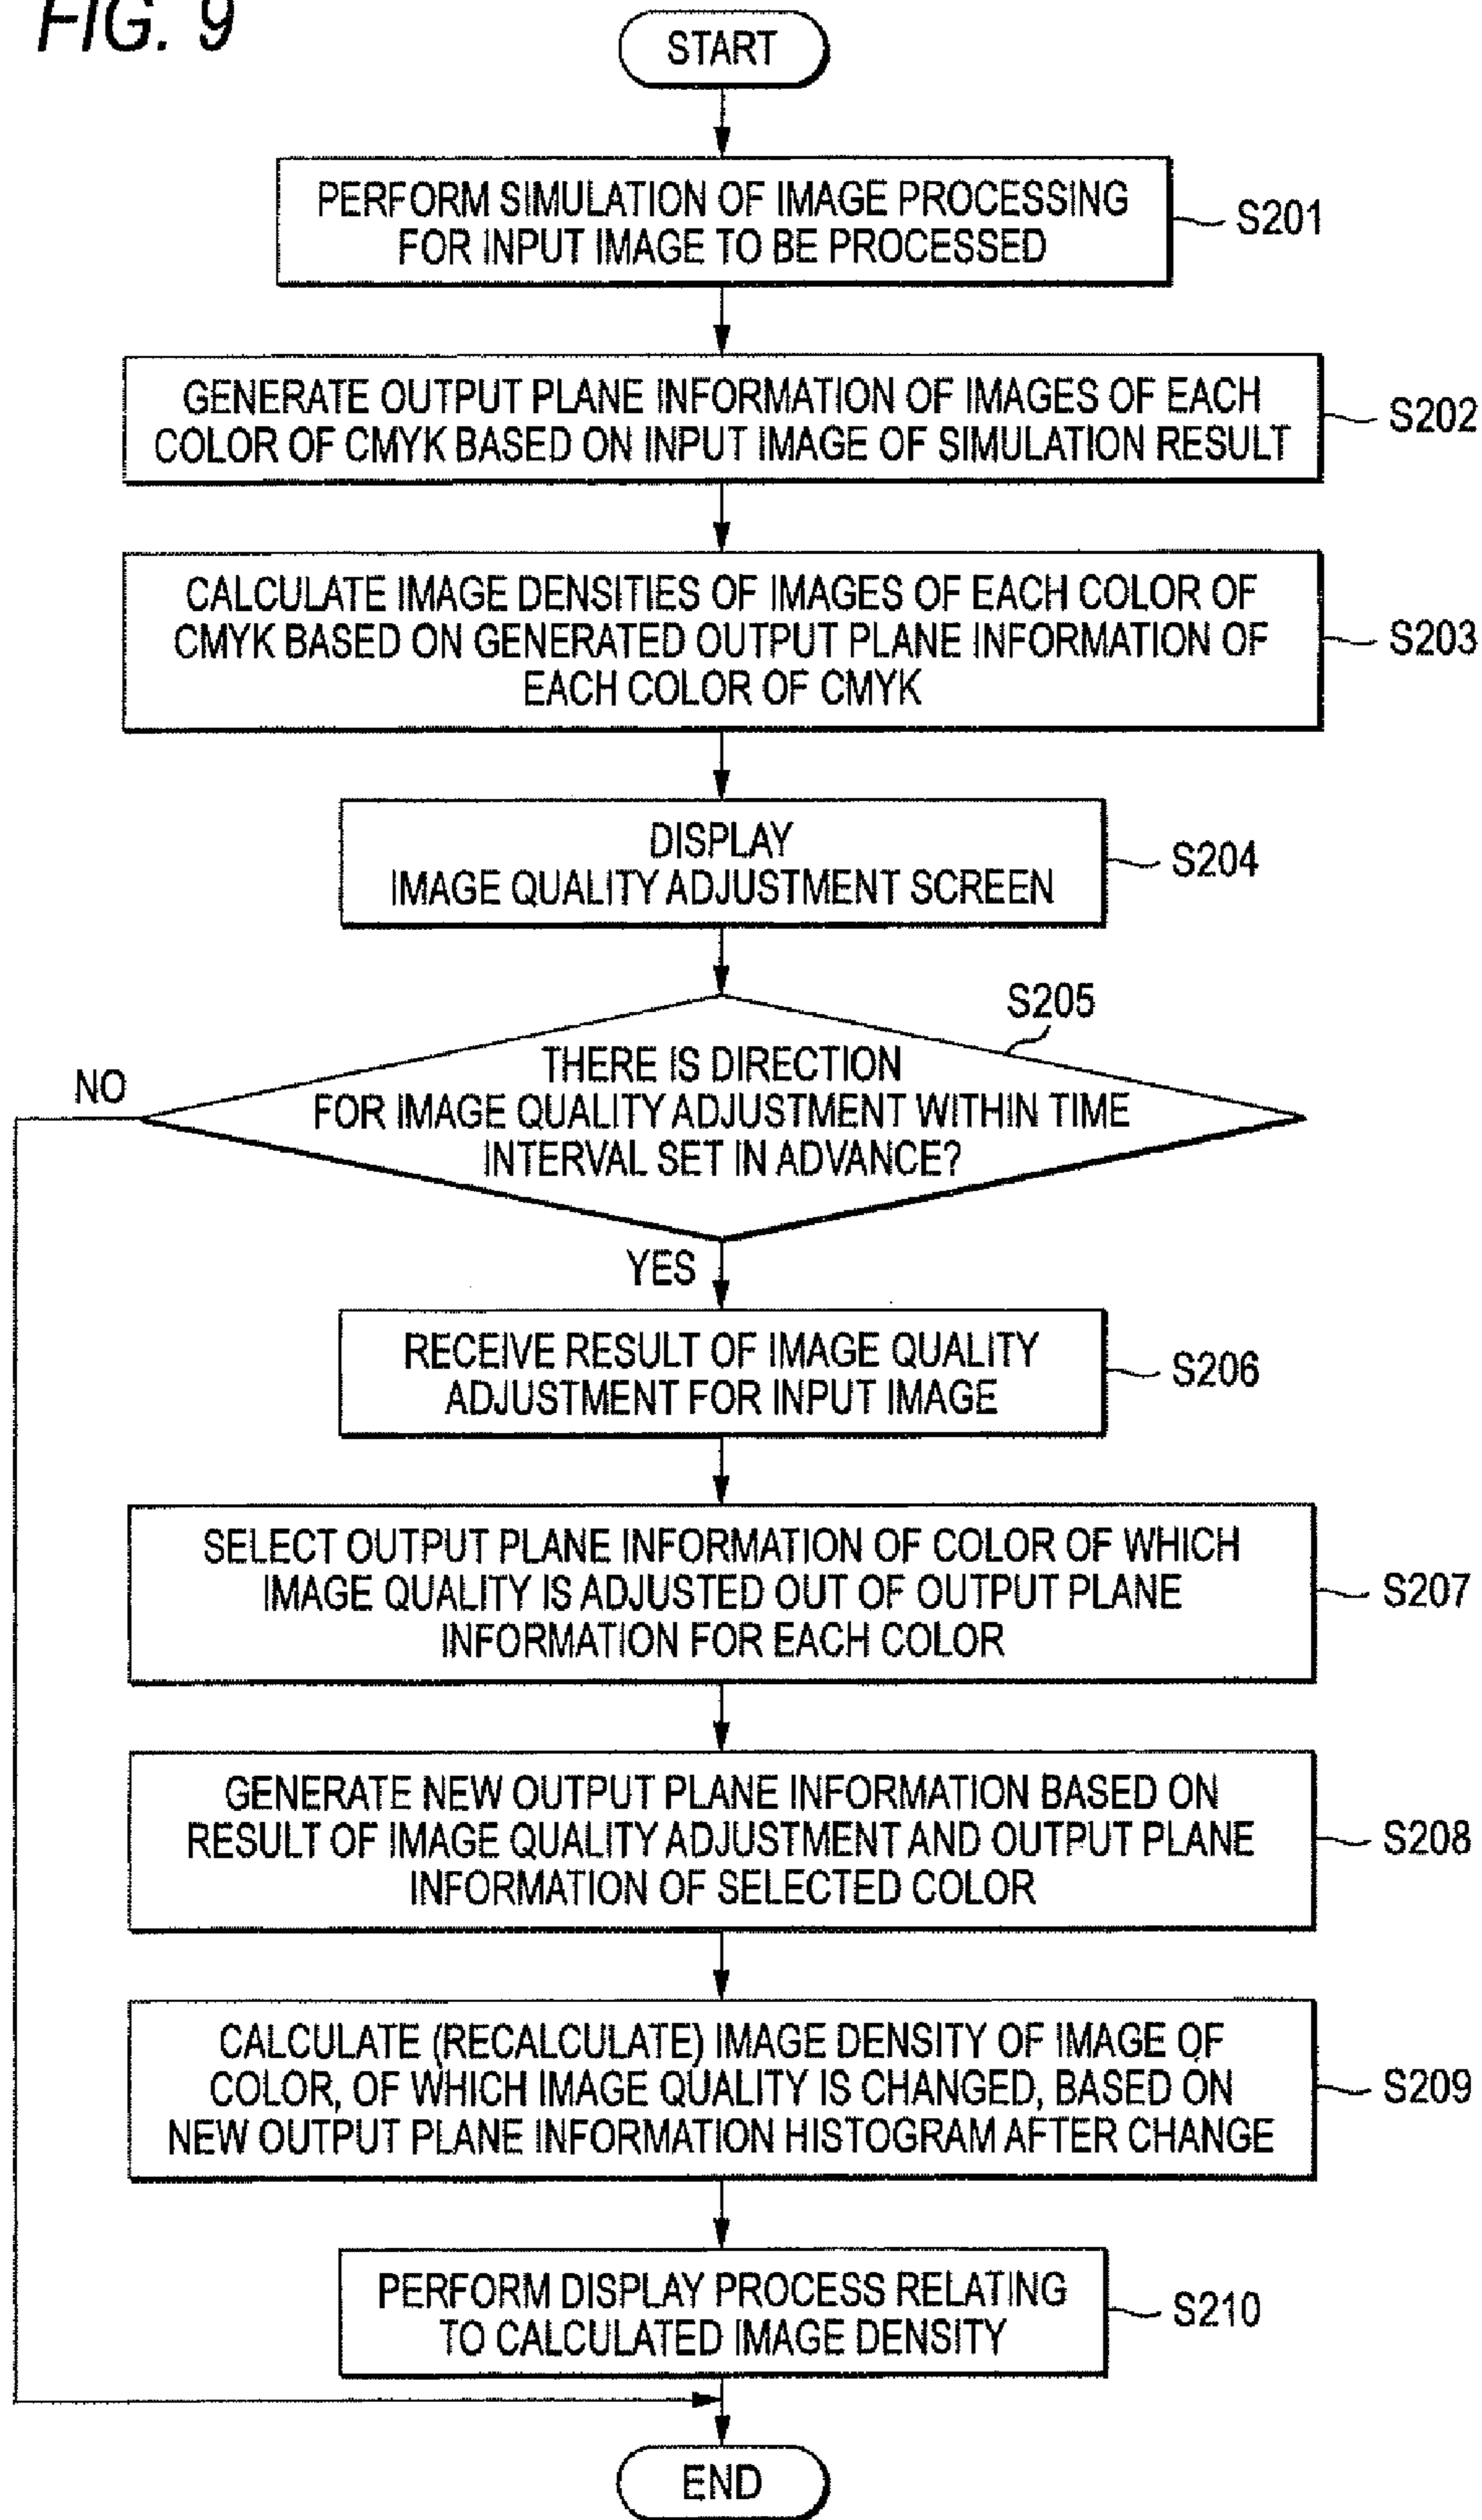 FIG. 9
START
PERFORM SIMULATION OF IMAGE PROCESSING
FOR INPUT IMAGE TO BE PROCESSED
S201
GENERATE OUTPUT PLANE INFORMATION OF IMAGES OF EACH
COLOR OF CMYK BASED ON INPUT IMAGE OF SIMULATION RESULT
S202
CALCULATE IMAGE DENSITIES OF IMAGES OF EACH COLOR OF
CMYK BASED ON GENERATED OUTPUT PLANE INFORMATION OF
EACH COLOR OF CMYK
S203
DISPLAY
IMAGE QUALITY ADJUSTMENT SCREEN
S204
S205
THERE IS DIRECTION
FOR IMAGE QUALITY ADJUSTMENT WITHIN TIME
INTERVAL SET IN ADVANCE?
NO
YES
RECEIVE RESULT OF IMAGE QUALITY
ADJUSTMENT FOR INPUT IMAGE
S206
SELECT OUTPUT PLANE INFORMATION OF COLOR OF WHICH
IMAGE QUALITY IS ADJUSTED OUT OF OUTPUT PLANE
INFORMATION FOR EACH COLOR
S207
GENERATE NEW OUTPUT PLANE INFORMATION BASED ON
RESULT OF IMAGE QUALITY ADJUSTMENT AND OUTPUT PLANE
INFORMATION OF SELECTED COLOR
S208
CALCULATE (RECALCULATE) IMAGE DENSITY OF IMAGE OF
COLOR, OF WHICH IMAGE QUALITY IS CHANGED, BASED ON
NEW OUTPUT PLANE INFORMATION HISTOGRAM AFTER CHANGE
S209
PERFORM DISPLAY PROCESS RELATING
TO CALCULATED IMAGE DENSITY
S210
END